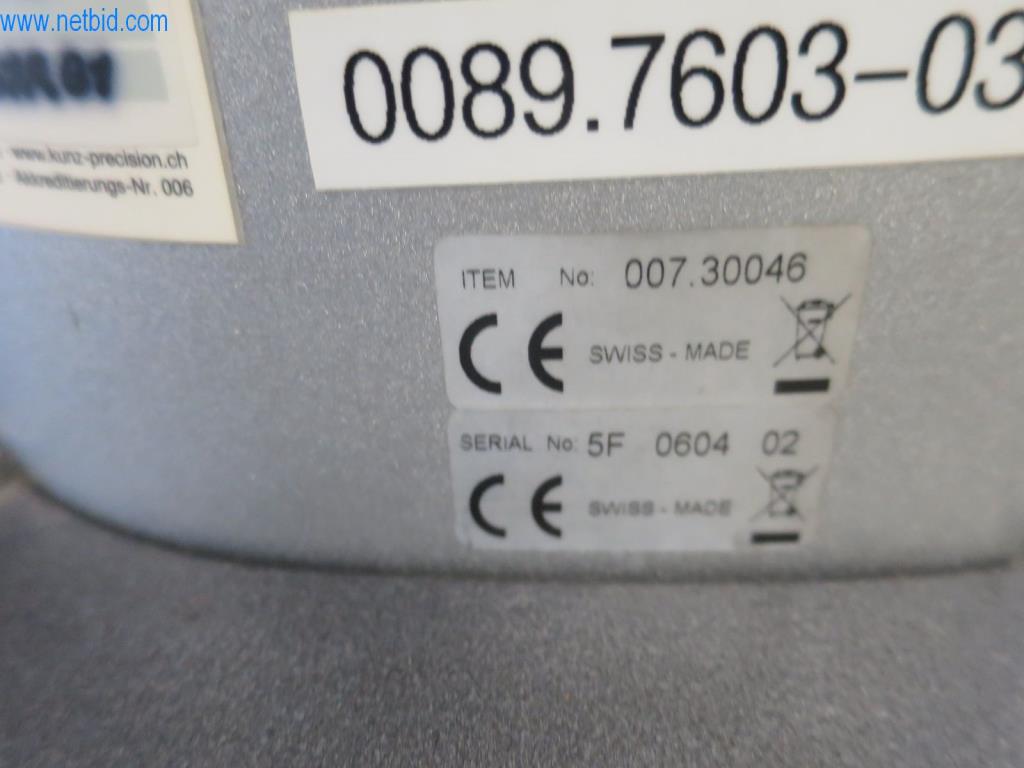 www.netbid.com
0089.7603-03
www.kunz-precision.ch
Akkreditierungs-Nr. 006
ITEM No: 007.30046
CE SWISS - MADE
SERIAL No: 5F 0604 02
CE SWISS - MADE